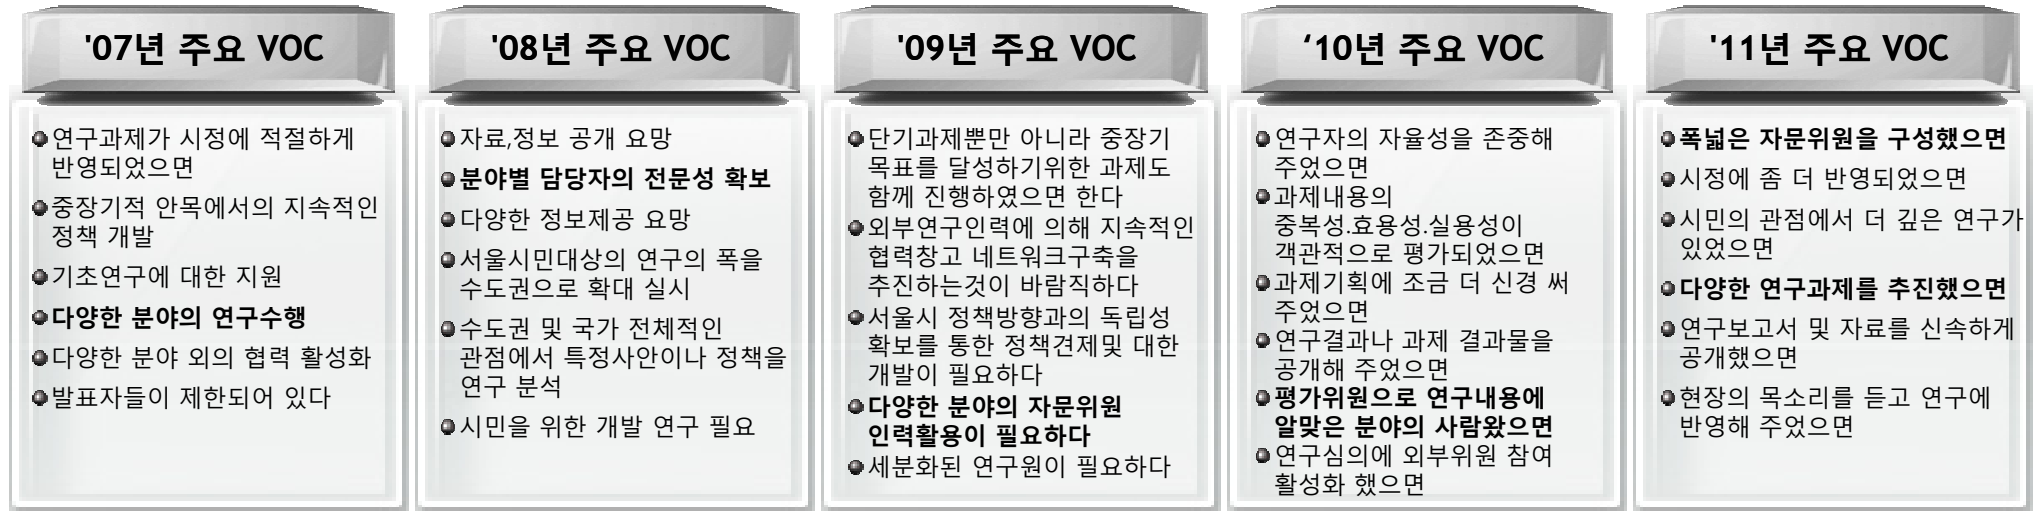 '07년 주요 VOC
연구과제가 시정에 적절하게
반영되었으면
중장기적 안목에서의 지속적인
정책 개발
기초연구에 대한 지원
다양한 분야의 연구수행
다양한 분야 외의 협력 활성화
발표자들이 제한되어 있다
'08년 주요 VOC
자료,정보 공개 요망
분야별 담당자의 전문성 확보
다양한 정보제공 요망
서울시민대상의 연구의 폭을
수도권으로 확대 실시
수도권 및 국가 전체적인
관점에서 특정사안이나 정책을
연구 분석
시민을 위한 개발 연구 필요
'09년 주요 VOC
단기과제뿐만 아니라 중장기
목표를 달성하기위한 과제도
함께 진행하였으면 한다
외부연구인력에 의해 지속적인
협력창고 네트워크구축을
추진하는것이 바람직하다
서울시 정책방향과의 독립성
확보를 통한 정책견제및 대한
개발이 필요하다
다양한 분야의 자문위원
인력활용이 필요하다
세분화된 연구원이 필요하다
‘10년 주요 VOC
연구자의 자율성을 존중해
주었으면
과제내용의
중복성.효용성.실용성이
객관적으로 평가되었으면
과제기획에 조금 더 신경 써
주었으면
연구결과나 과제 결과물을
공개해 주었으면
평가위원으로 연구내용에
알맞은 분야의 사람왔으면
연구심의에 외부위원 참여
활성화 했으면
'11년 주요 VOC
폭넓은 자문위원을 구성했으면
시정에 좀 더 반영되었으면
시민의 관점에서 더 깊은 연구가
있었으면
다양한 연구과제를 추진했으면
연구보고서 및 자료를 신속하게
공개했으면
현장의 목소리를 듣고 연구에
반영해 주었으면